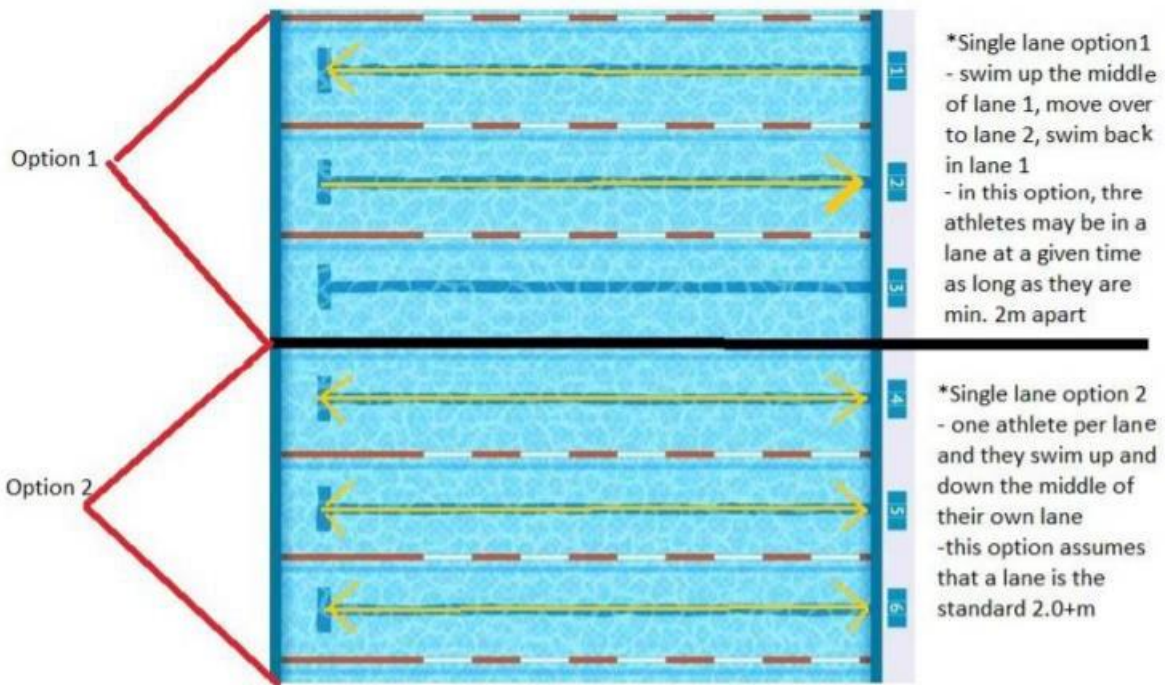 Option 1
Option 2
1
2
3
4
5
6
*Single lane option1
- swim up the middle
of lane 1, move over
to lane 2, swim back
in lane 1
- in this option, thre
athletes may be in a
lane at a given time
as long as they are
min. 2m apart
*Single lane option 2
- one athlete per lane
and they swim up and
down the middle of
their own lane
-this option assumes
that a lane is the
standard 2.0+m